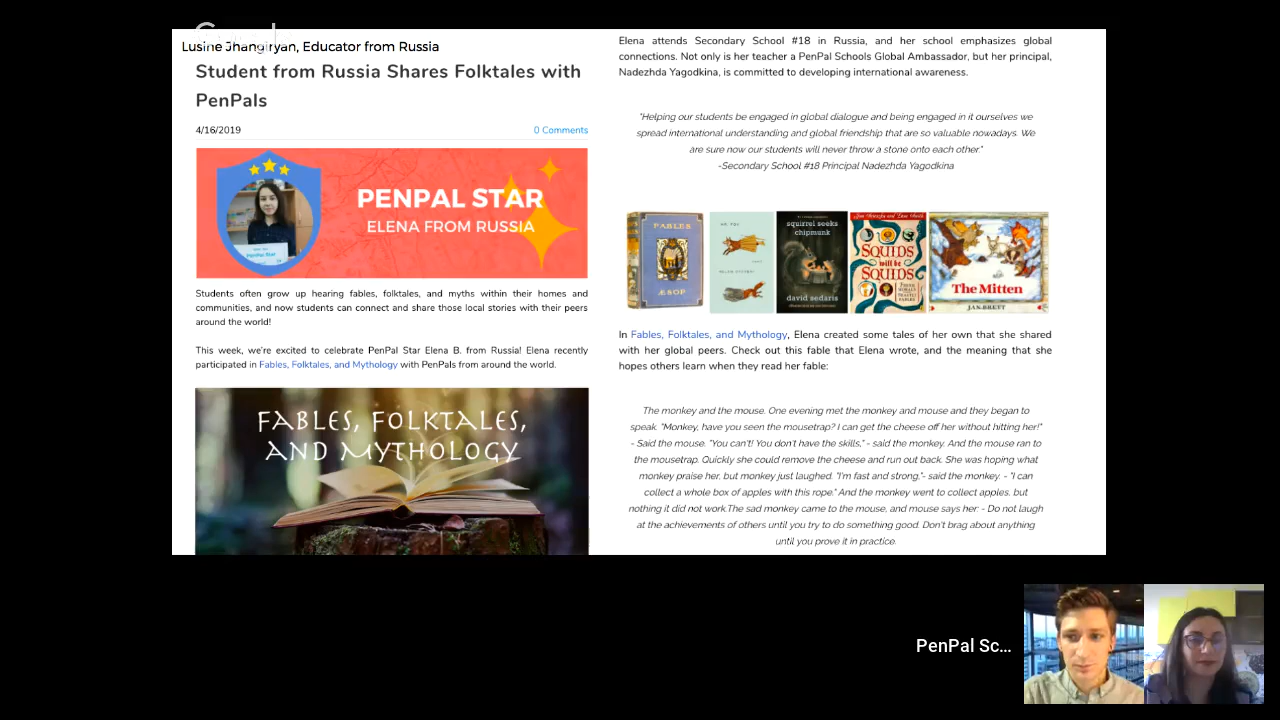 Google
Lusine Jhangiryan, Educator from Russia
Student from Russia Shares Folktales with
PenPals
4/16/2019
0 Comments
PENPAL STAR
ELENA FROM RUSSIA
Students often grow up hearing fables, folktales, and myths within their homes and
communities, and now students can connect and share those local stories with their peers
around the world!
This week, we're excited to celebrate PenPal Star Elena B. from Russia! Elena recently
participated in Fables, Folktales, and Mythology with PenPals from around the world.
FABLES, FOLKTALES,
AND MYTHOLOGY
Elena attends Secondary School #18 in Russia, and her school emphasizes global
connections. Not only is her teacher a PenPal Schools Global Ambassador, but her principal,
Nadezhda Yagodkina, is committed to developing international awareness.
"Helping our students be engaged in global dialogue and being engaged in it ourselves we
spread international understanding and global friendship that are so valuable nowadays. We
are sure now our students will never throw a stone onto each other."
-Secondary School #18 Principal Nadezhda Yagodkina
FABLES
ÆSOP
MR. FOX
squirrel seeks
chipmunk
david sedaris
Jon Scieszka and Lane Smith
SQUIDS
will be
SQUIDS
The Mitten
JAN BRETT
In Fables, Folktales, and Mythology, Elena created some tales of her own that she shared
with her global peers. Check out this fable that Elena wrote, and the meaning that she
hopes others learn when they read her fable:
The monkey and the mouse. One evening met the monkey and mouse and they began to
speak. "Monkey, have you seen the mousetrap? I can get the cheese off her without hitting her!"
- Said the mouse. "You can't! You don't have the skills," - said the monkey. And the mouse ran to
the mousetrap. Quickly she could remove the cheese and run out back. She was hoping what
monkey praise her, but monkey just laughed. "I'm fast and strong,"- said the monkey. - "I can
collect a whole box of apples with this rope." And the monkey went to collect apples, but
nothing it did not work.The sad monkey came to the mouse, and mouse says her: - Do not laugh
at the achievements of others until you try to do something good. Don't brag about anything
until you prove it in practice.
PenPal Sc...